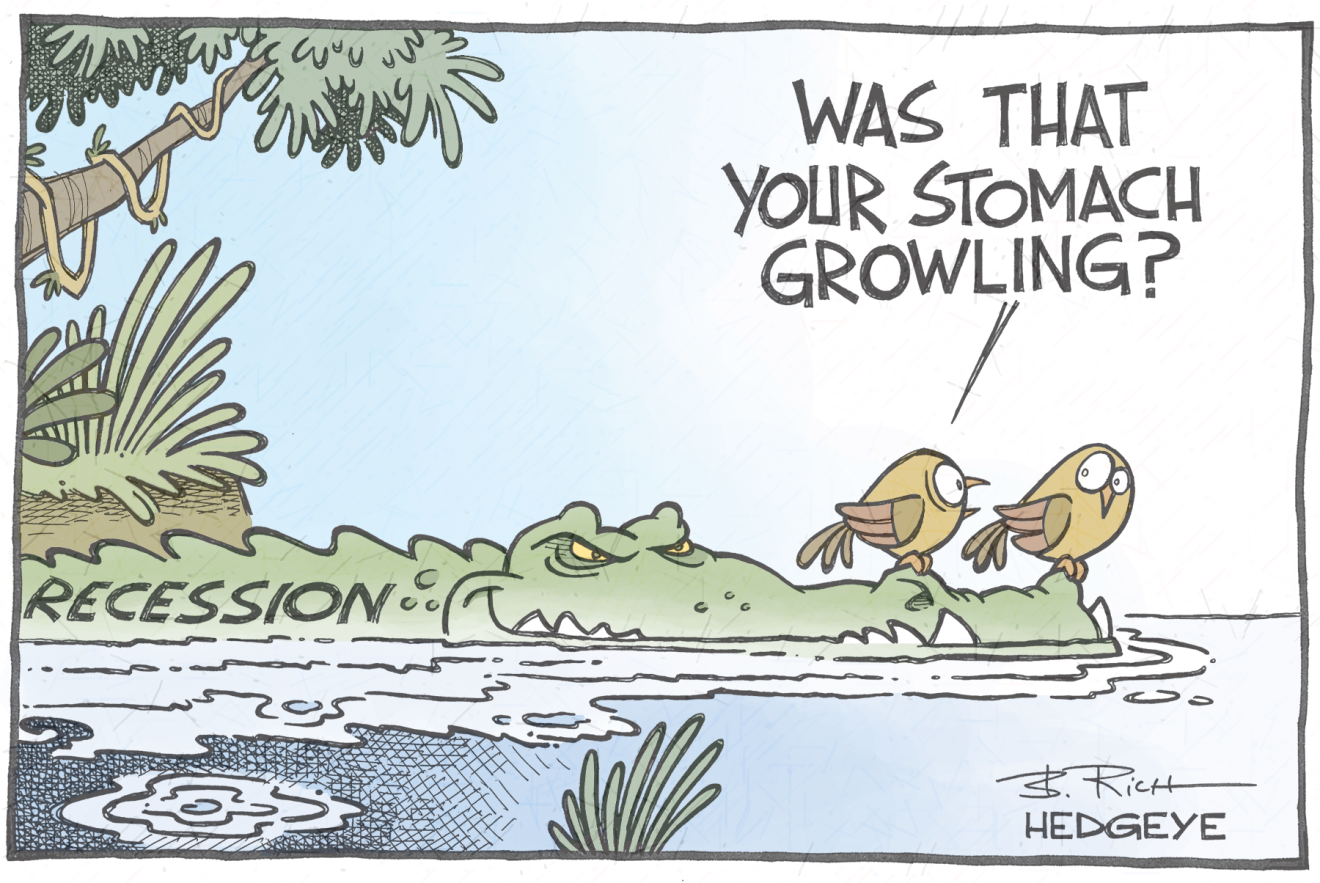 WAS THAT
YOUR STOMACH
GROWLING?
RECESSION
B. RICH
HEDGEYE